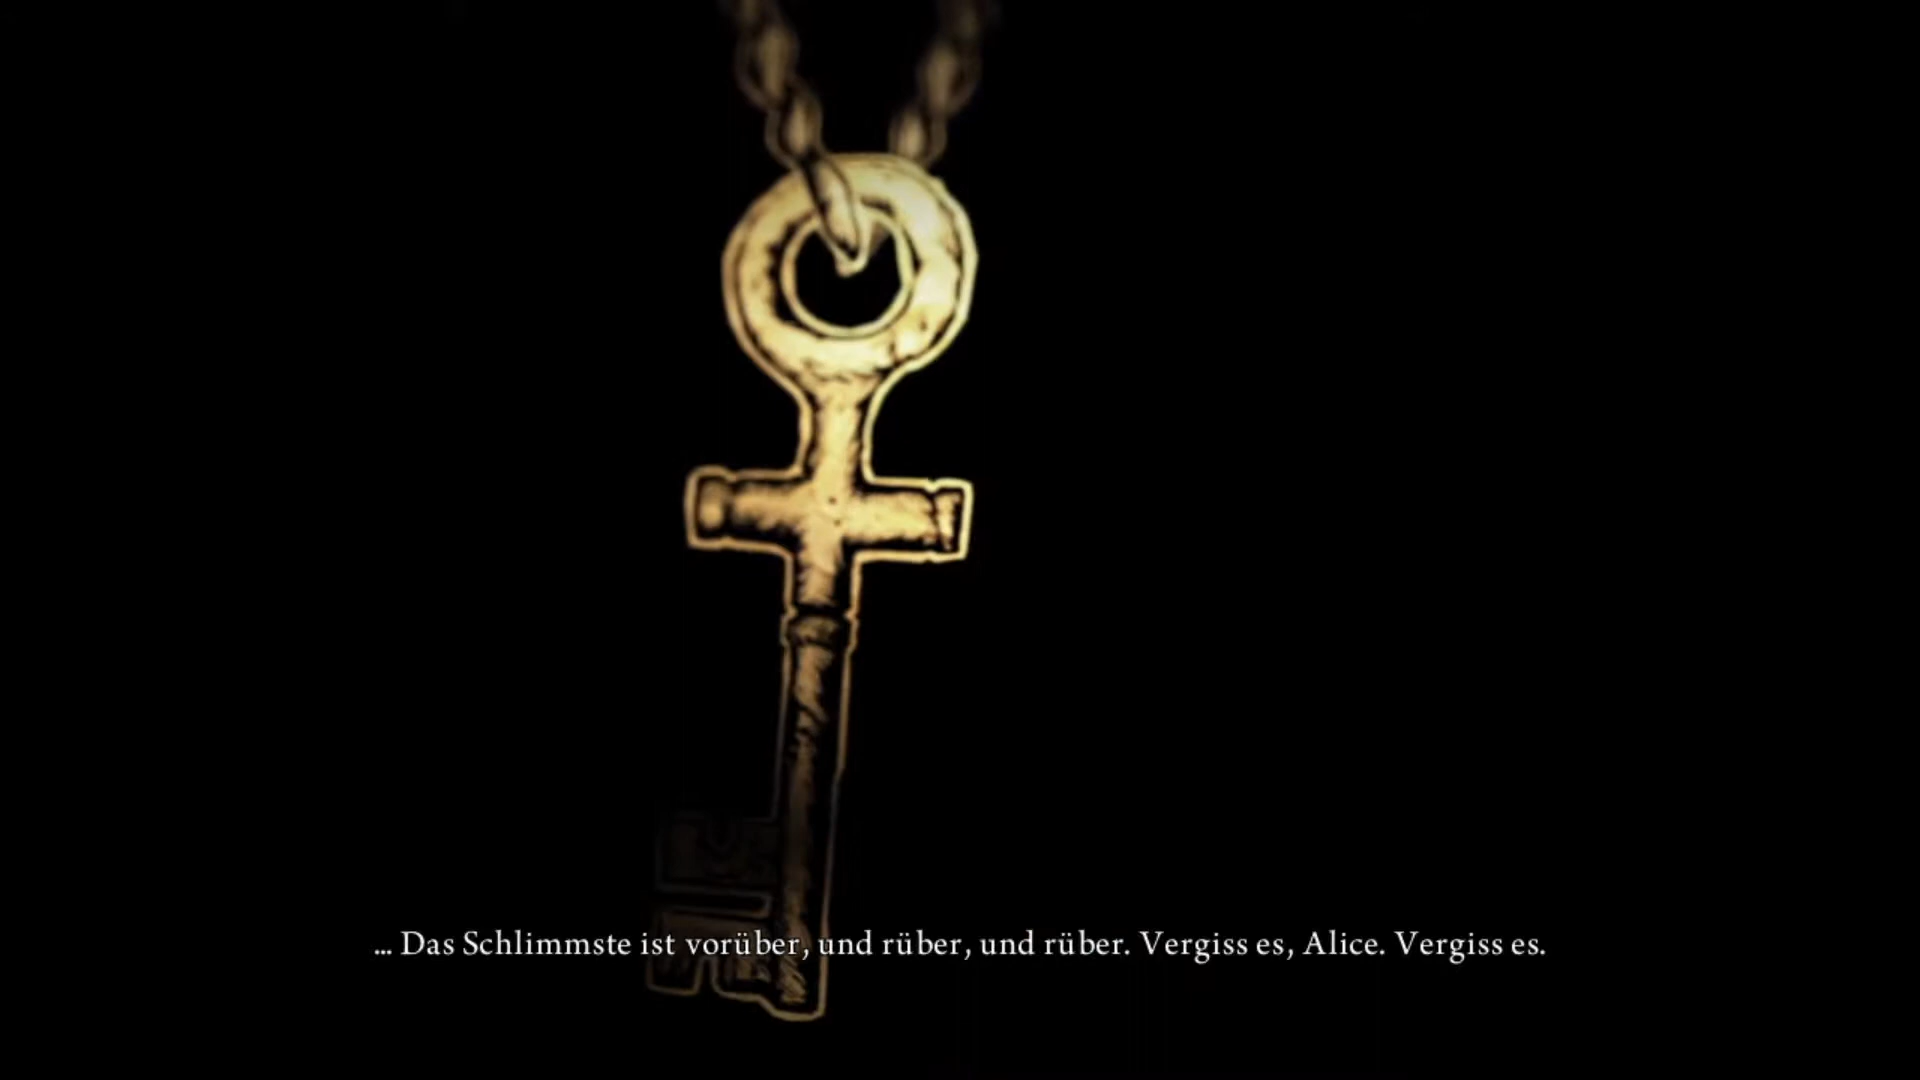 ... Das Schlimmste ist vorüber, und rüber, und rüber. Vergiss es, Alice. Vergiss es.